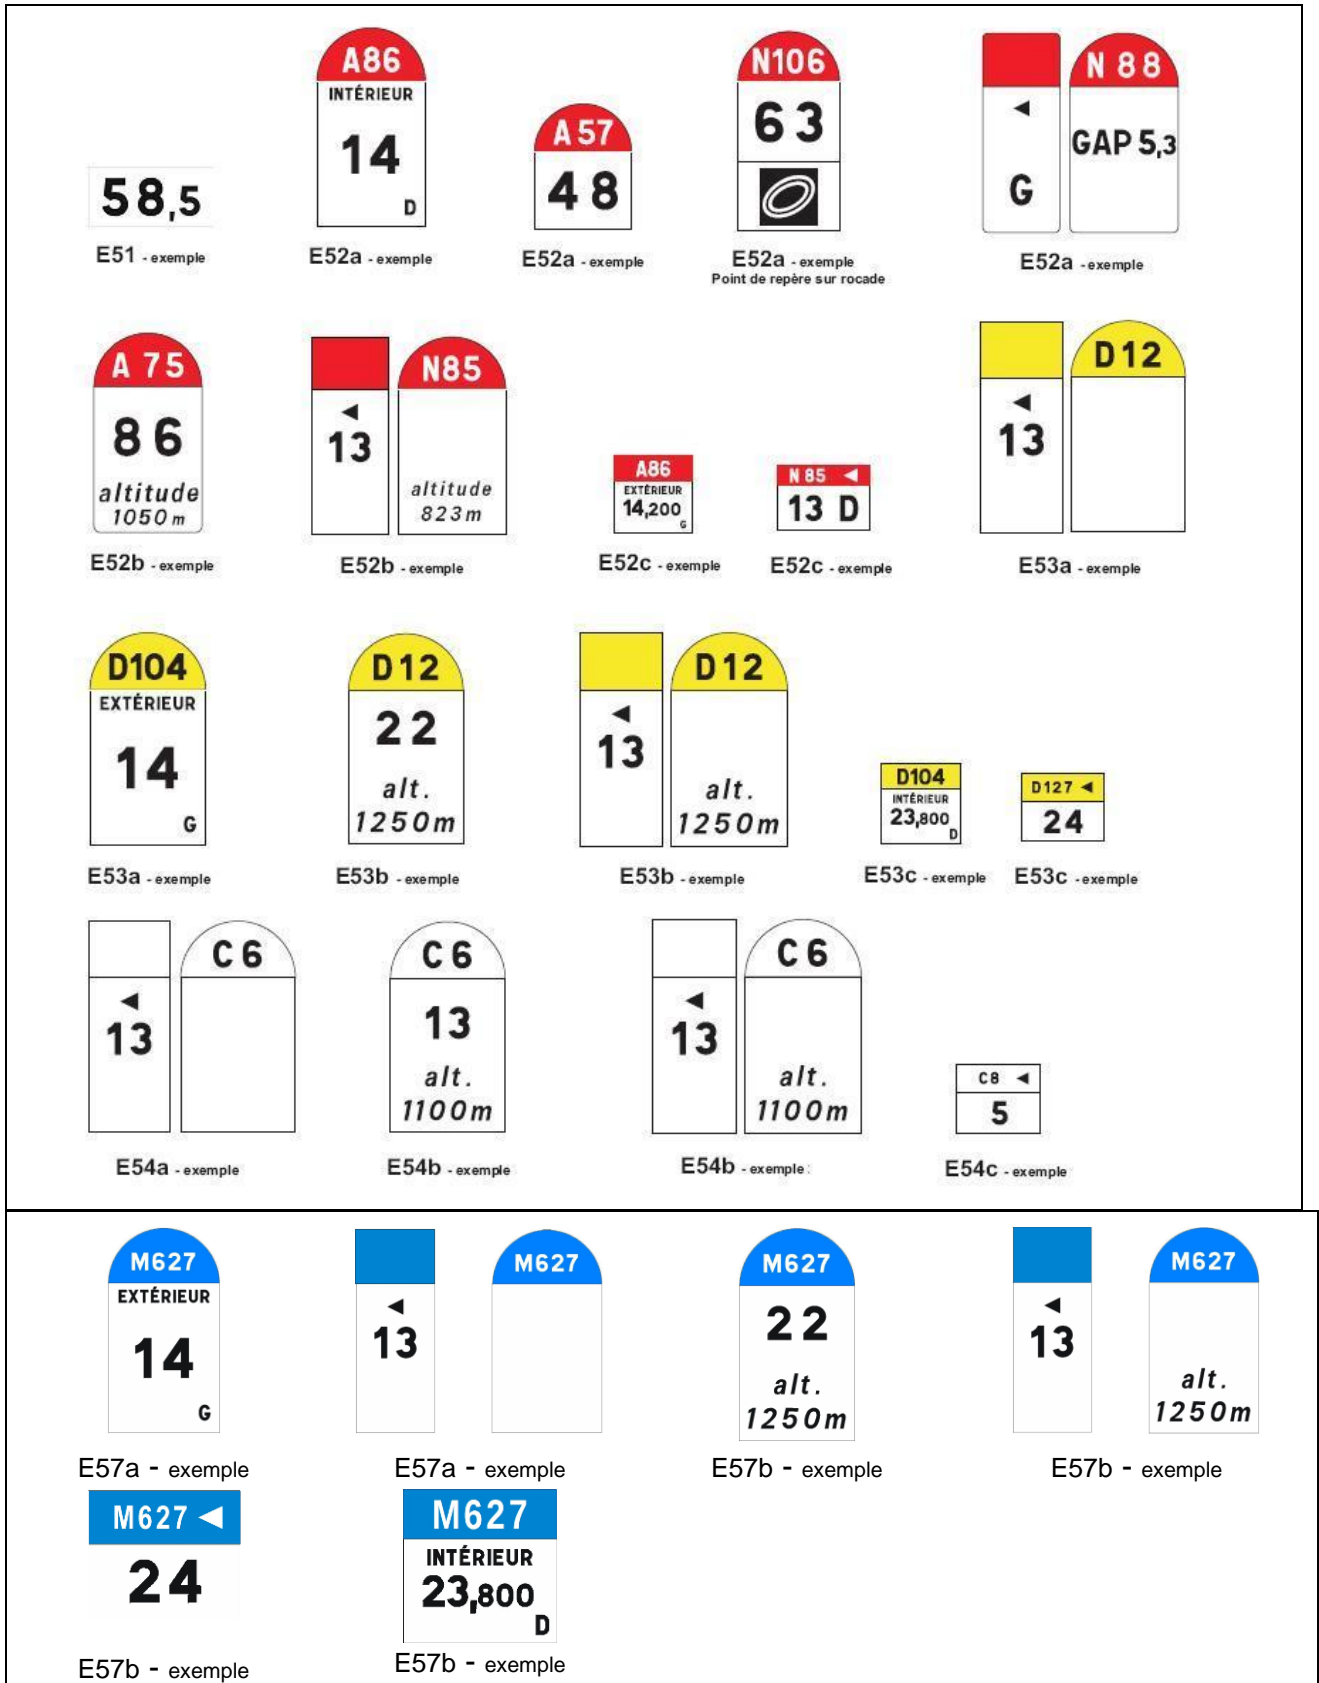 58,5
E51 - exemple
A86
INTÉRIEUR
14
D
E52a - exemple
A 57
48
E52a - exemple
N106
63
E52a - exemple
Point de repère sur rocade
◄
G
N 88
GAP 5,3
E52a - exemple
A 75
86
altitude
1050 m
E52b - exemple
◄
13
N85
altitude
823 m
E52b - exemple
A86
EXTÉRIEUR
14,200
G
E52c - exemple
N 85 ◄
13 D
E52c - exemple
◄
13
D12
E53a - exemple
D104
EXTÉRIEUR
14
G
E53a - exemple
D12
22
alt.
1250m
E53b - exemple
◄
13
D12
alt.
1250m
E53b - exemple
D104
INTÉRIEUR
23,800
D
E53c - exemple
D127 ◄
24
E53c - exemple
◄
13
C6
E54a - exemple
C6
13
alt.
1100m
E54b - exemple
◄
13
C6
alt.
1100m
E54b - exemple :
C8 ◄
5
E54c - exemple
M627
EXTÉRIEUR
14
G
E57a - exemple
◄
13
M627
E57a - exemple
M627
22
alt.
1250m
E57b - exemple
◄
13
M627
alt.
1250m
E57b - exemple
M627 ◄
24
E57b - exemple
M627
INTÉRIEUR
23,800
D
E57b - exemple